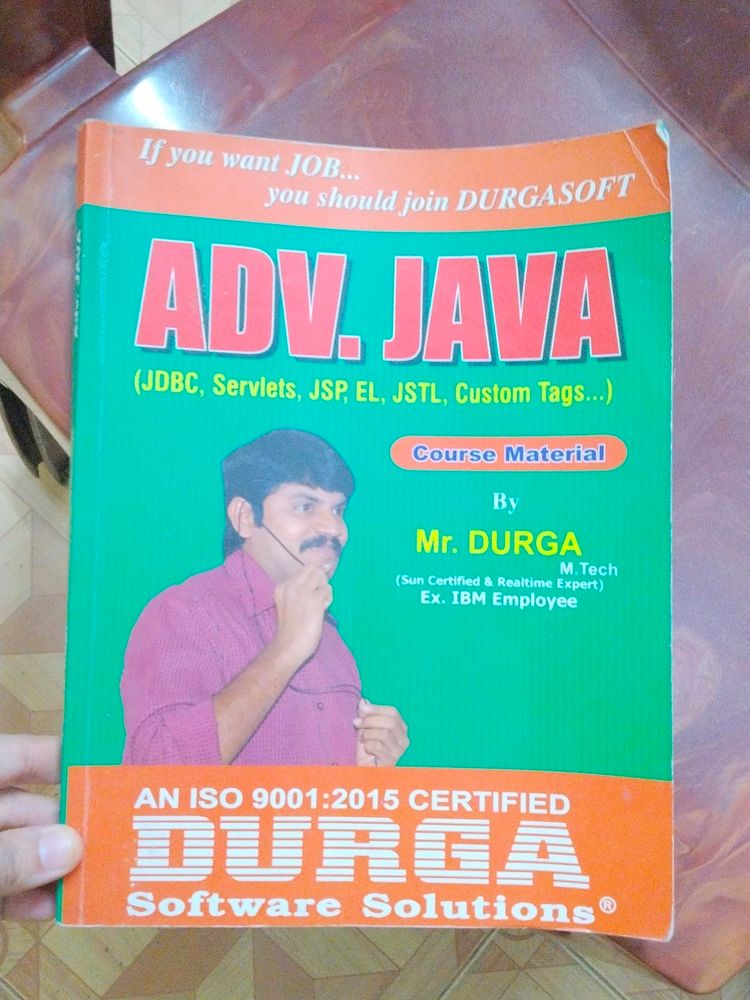 If you want JOB...
you should join DURGASOFT
ADV. JAVA
(JDBC, Servlets, JSP, EL, JSTL, Custom Tags...)
Course Material
By
Mr. DURGA
M.Tech
(Sun Certified & Realtime Expert)
Ex. IBM Employee
AN ISO 9001:2015 CERTIFIED
DURGA
Software Solutions®
ADV. JAVA